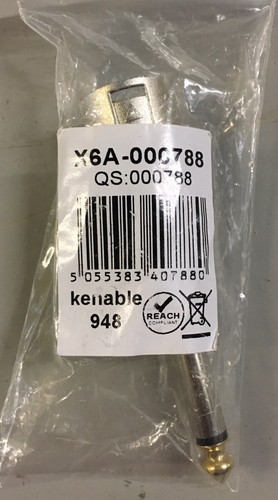 X6A-000788
QS:000788
5 055383 407880
kenable
948
REACH
COMPLIANT